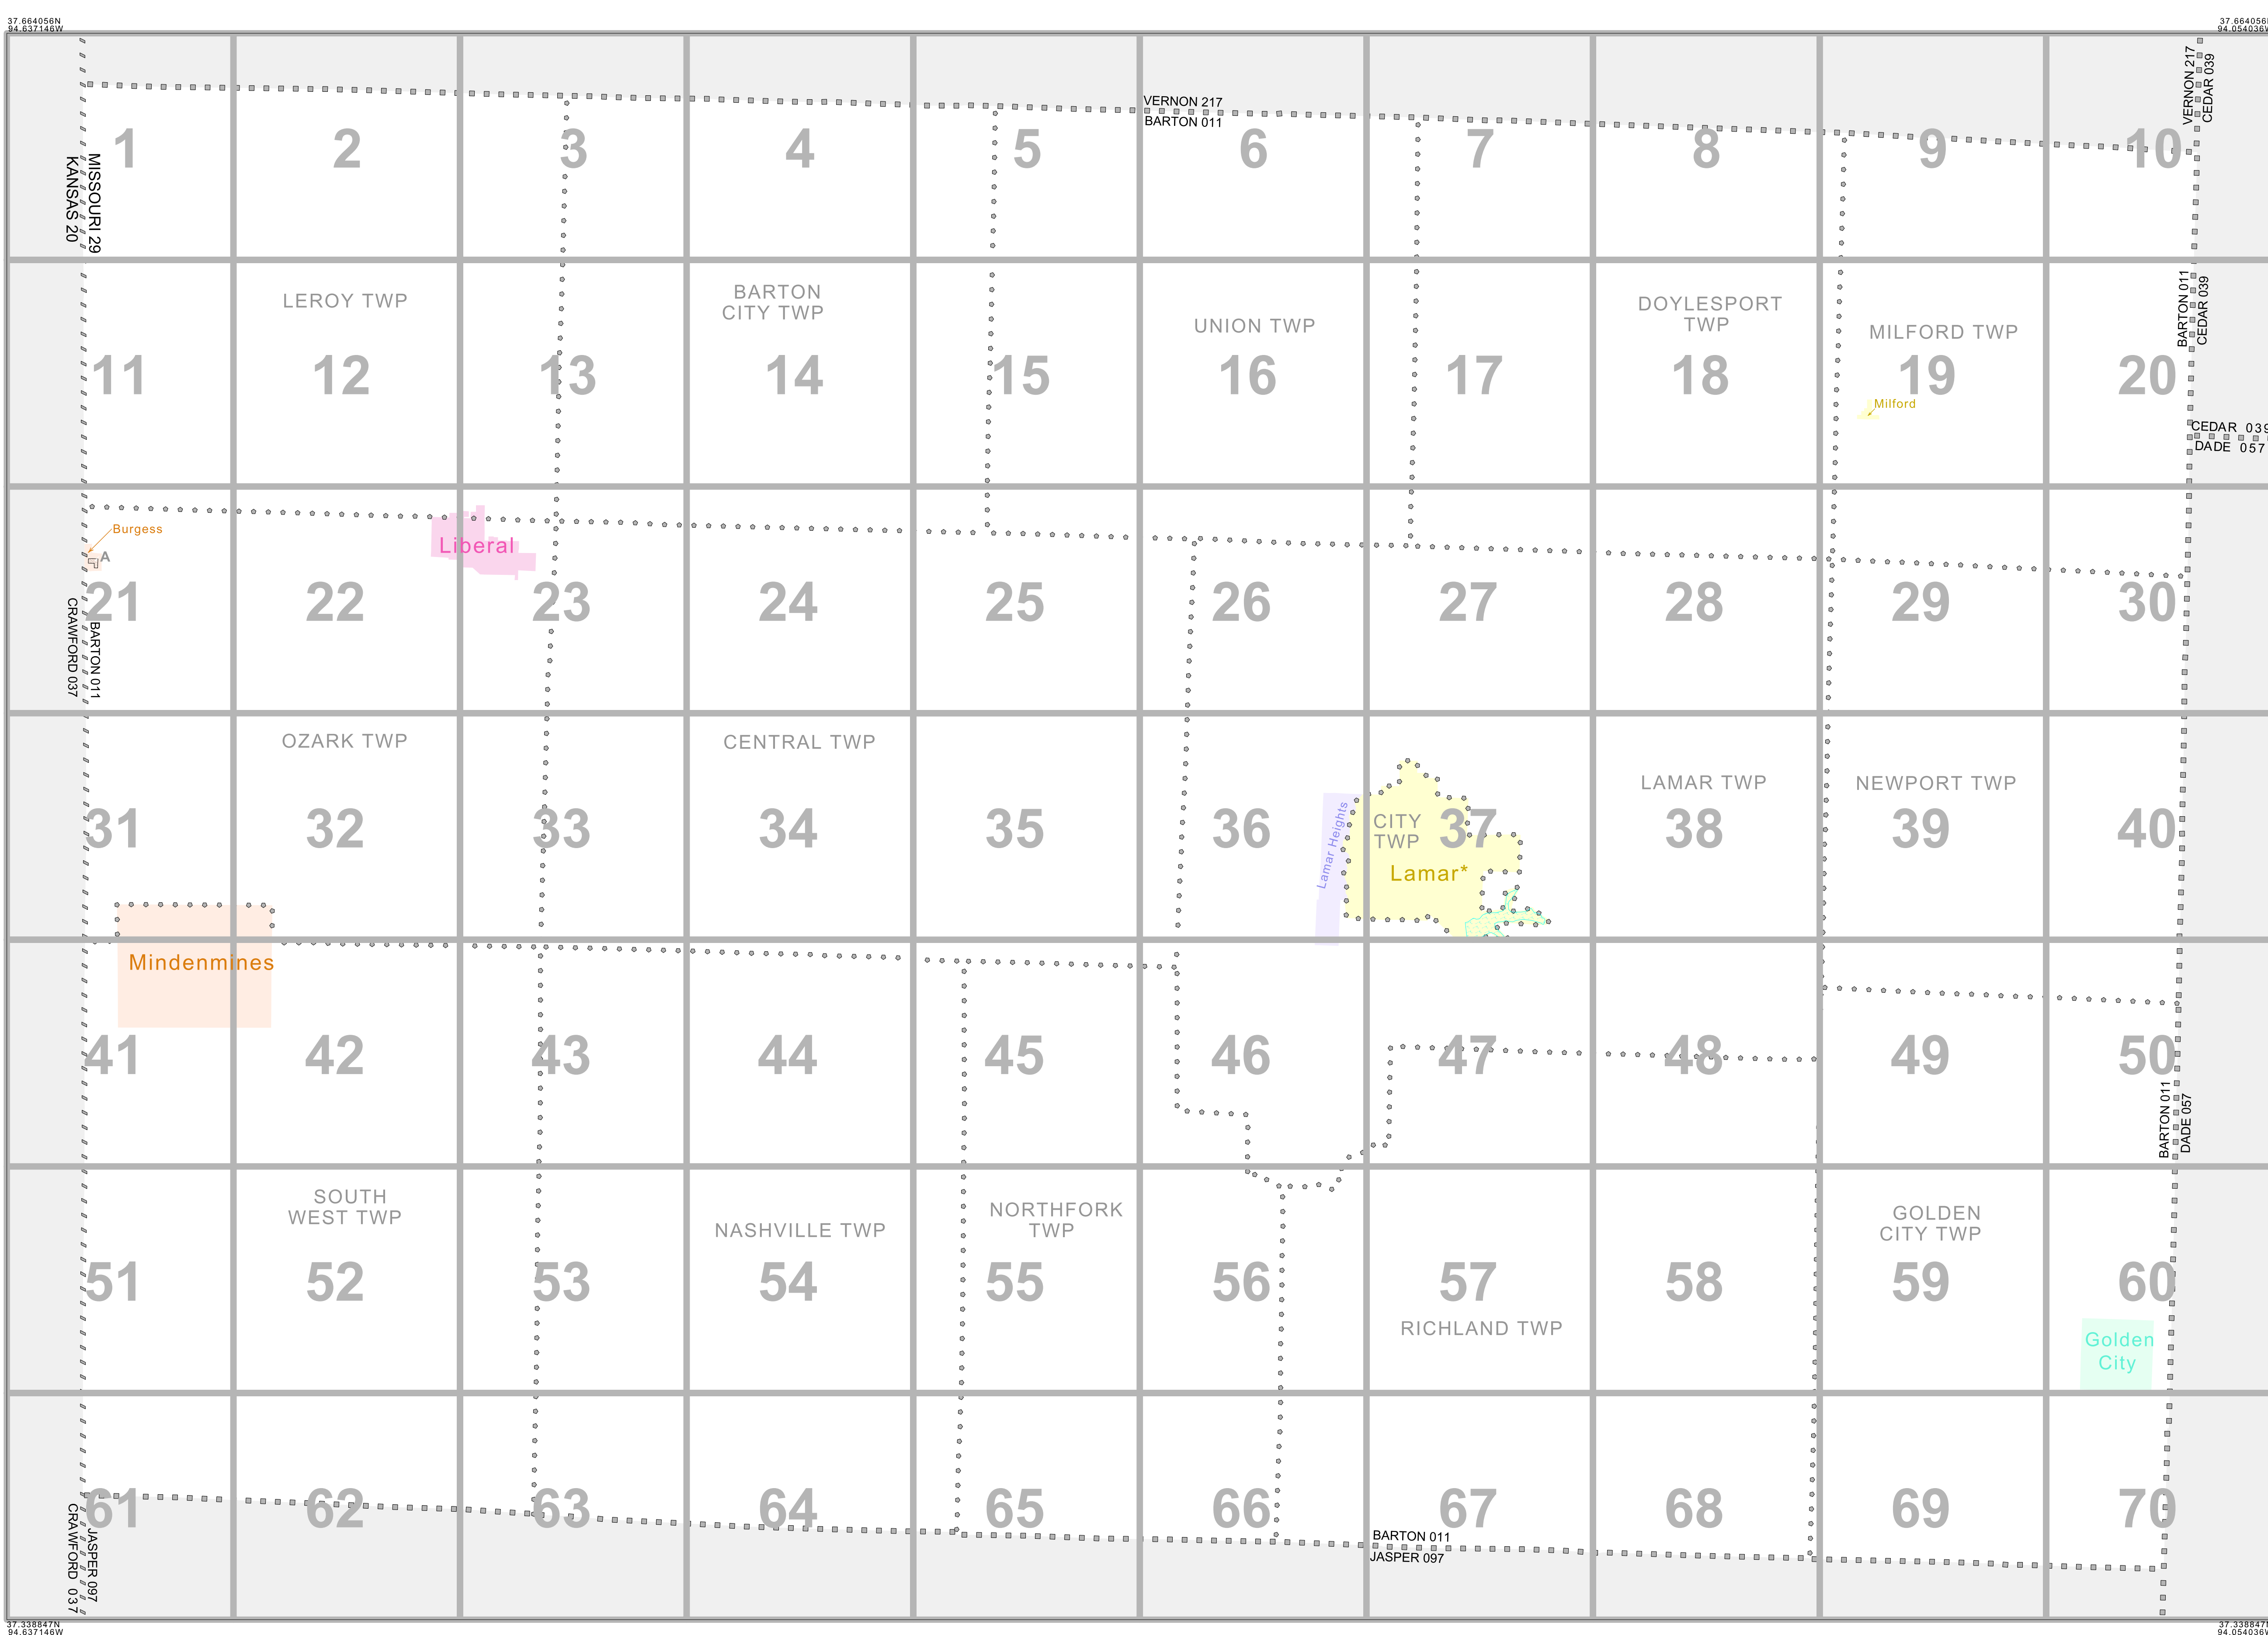 37.664056N
94.637146W
37.664056N
94.054036W
VERNON 217
CEDAR 039
VERNON 217
BARTON 011
1
2
3
4
5
6
7
8
9
10
KANSAS 20
MISSOURI 29
LEROY TWP
BARTON
CITY TWP
UNION TWP
DOYLESPORT
TWP
MILFORD TWP
BARTON 011
CEDAR 039
11
12
13
14
15
16
17
18
19
20
Milford
CEDAR 039
DADE 057
Burgess
A
Liberal
21
22
23
24
25
26
27
28
29
30
CRAWFORD 037
BARTON 011
OZARK TWP
CENTRAL TWP
LAMAR TWP
NEWPORT TWP
31
32
33
34
35
36
Lamar Heights
CITY
TWP
37
38
39
40
Lamar*
Mindenmines
41
42
43
44
45
46
47
48
49
50
BARTON 011
DADE 057
SOUTH
WEST TWP
NASHVILLE TWP
NORTHFORK
TWP
GOLDEN
CITY TWP
51
52
53
54
55
56
57
58
59
60
RICHLAND TWP
Golden
City
61
62
63
64
65
66
67
68
69
70
CRAWFORD 037
JASPER 097
BARTON 011
JASPER 097
37.338847N
94.637146W
37.338847N
94.054036W